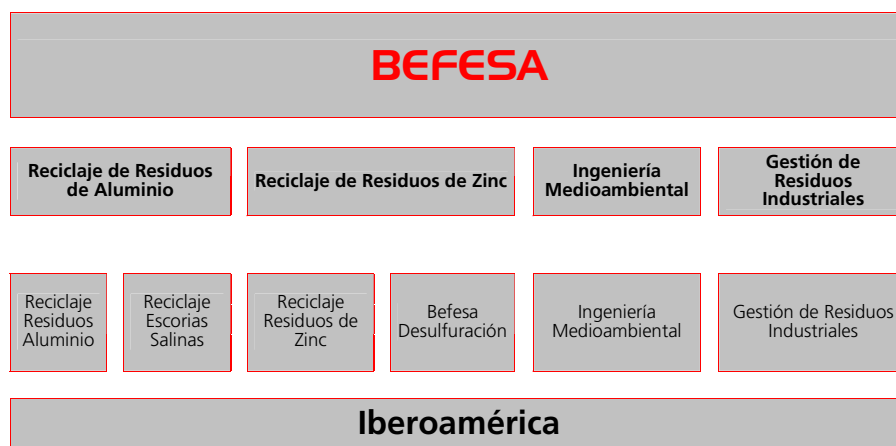 BEFESA
Reciclaje de Residuos
de Aluminio
Reciclaje de Residuos de Zinc
Ingeniería
Medioambiental
Gestión de
Residuos
Industriales
Reciclaje
Residuos
Aluminio
Reciclaje
Escorias
Salinas
Reciclaje
Residuos de
Zinc
Befesa
Desulfuración
Ingeniería
Medioambiental
Gestión de Residuos
Industriales
Iberoamérica